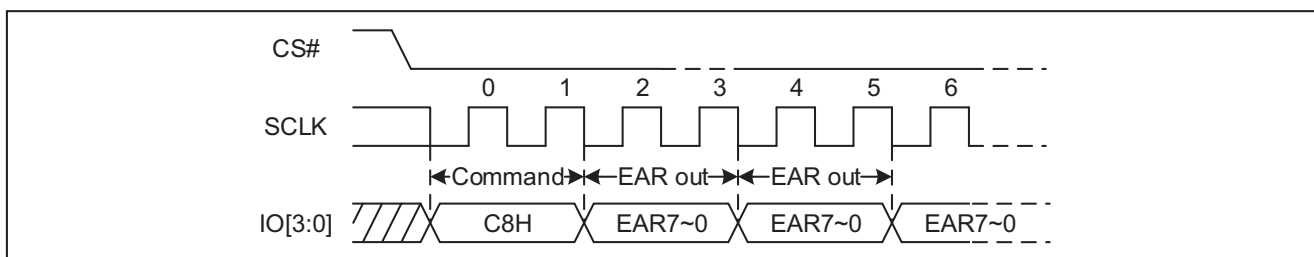 CS#
0 1 2 3 4 5 6
SCLK
Command EAR out EAR out
IO[3:0] C8H EAR7~0 EAR7~0 EAR7~0